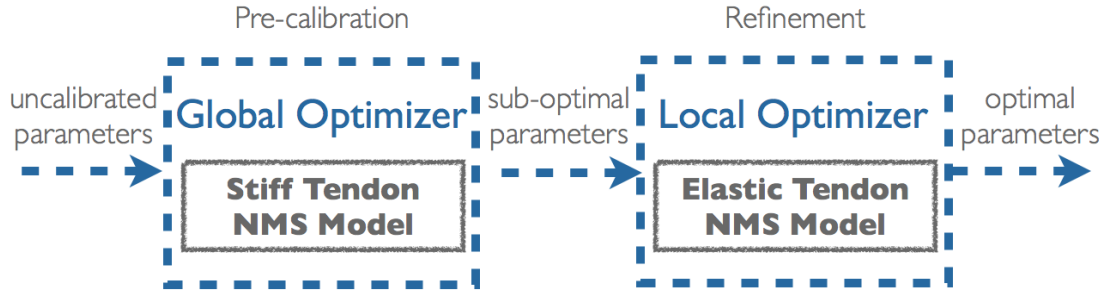 Pre-calibration
Refinement
uncalibrated
parameters
Global Optimizer
Stiff Tendon
NMS Model
sub-optimal
parameters
Local Optimizer
Elastic Tendon
NMS Model
optimal
parameters